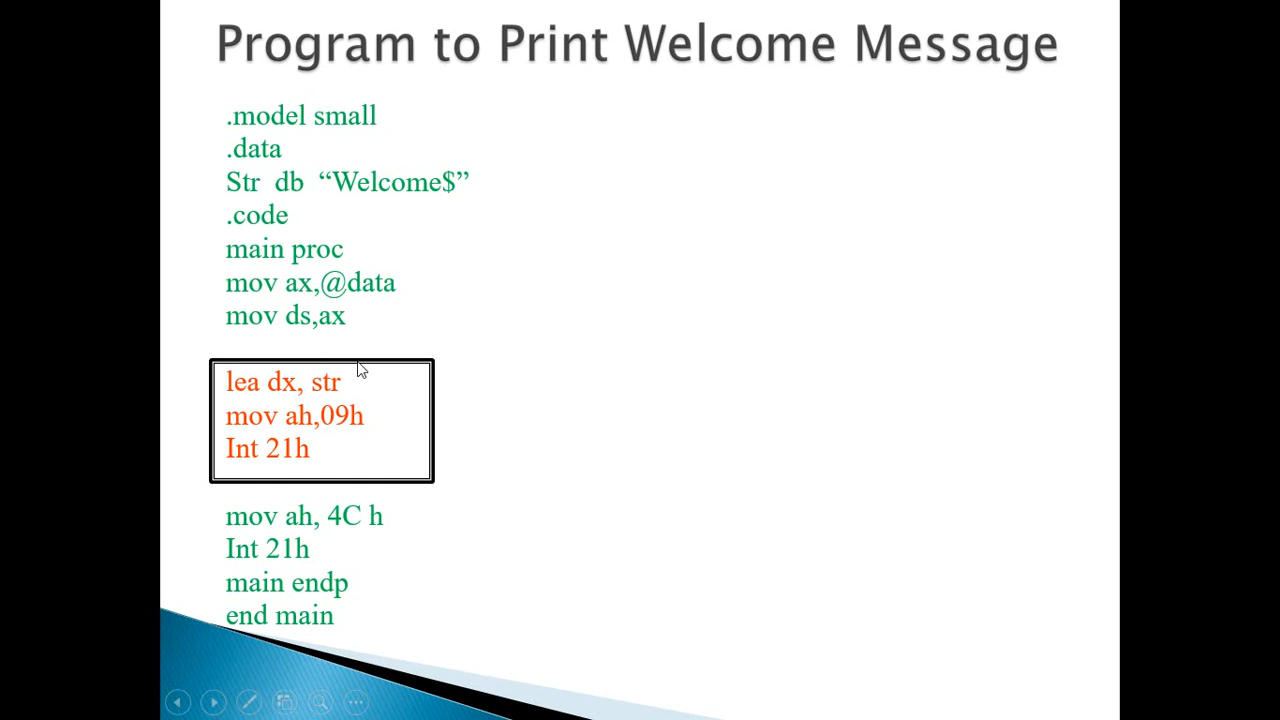 Program to Print Welcome Message
.model small
.data
Str  db  “Welcome$”
.code
main proc
mov ax,@data
mov ds,ax
lea dx, str
mov ah,09h
Int 21h
mov ah, 4C h
Int 21h
main endp
end main